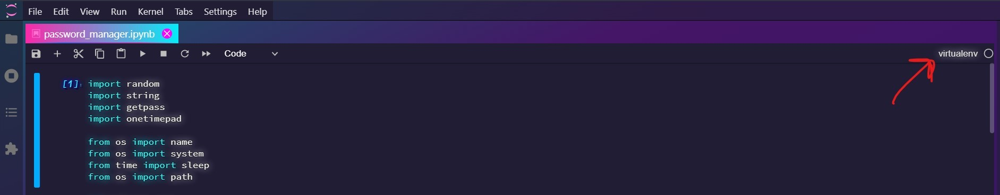 File Edit View Run Kernel Tabs Settings Help
password_manager.ipynb
Code
virtualenv
[1]: import random
import string
import getpass
import onetimepad
from os import name
from os import system
from time import sleep
from os import path